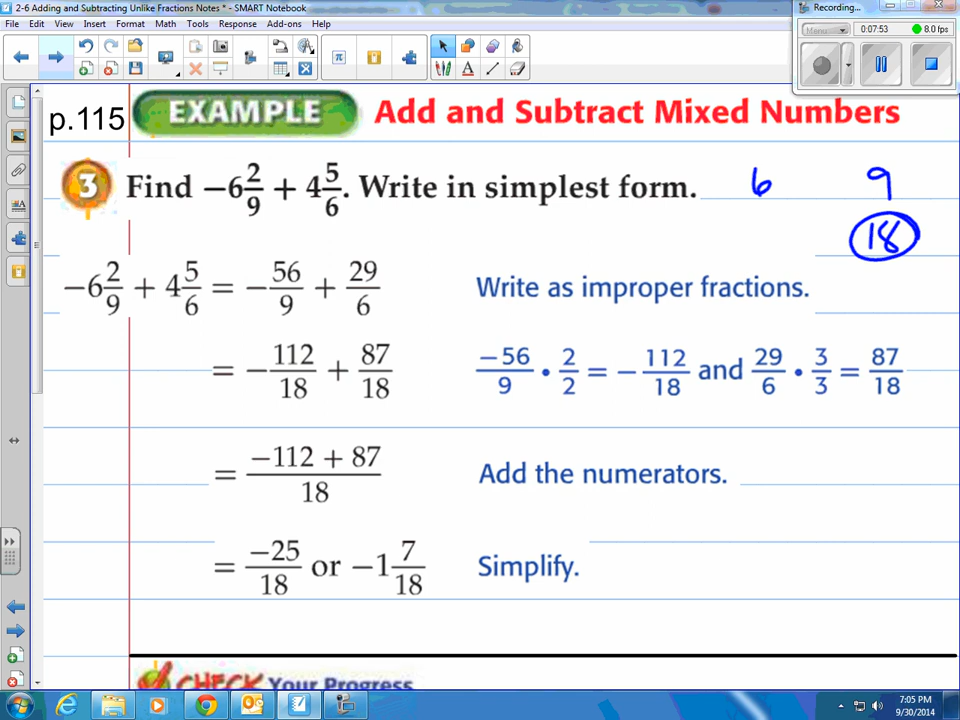 2-6 Adding and Subtracting Unlike Fractions Notes * - SMART Notebook
Recording...
File Edit View Insert Format Math Tools Response Add-ons Help
Menu 0:07:53 8.0 fps
p.115 EXAMPLE Add and Subtract Mixed Numbers
3 Find −6 2/9 + 4 5/6. Write in simplest form. 6 9
18
−6 2/9 + 4 5/6 = − 56/9 + 29/6 Write as improper fractions.
= − 112/18 + 87/18 −56/9 • 2/2 = − 112/18 and 29/6 • 3/3 = 87/18
= −112 + 87/18 Add the numerators.
= −25/18 or −1 7/18 Simplify.
CHECK Your Progress
7:05 PM
9/30/2014